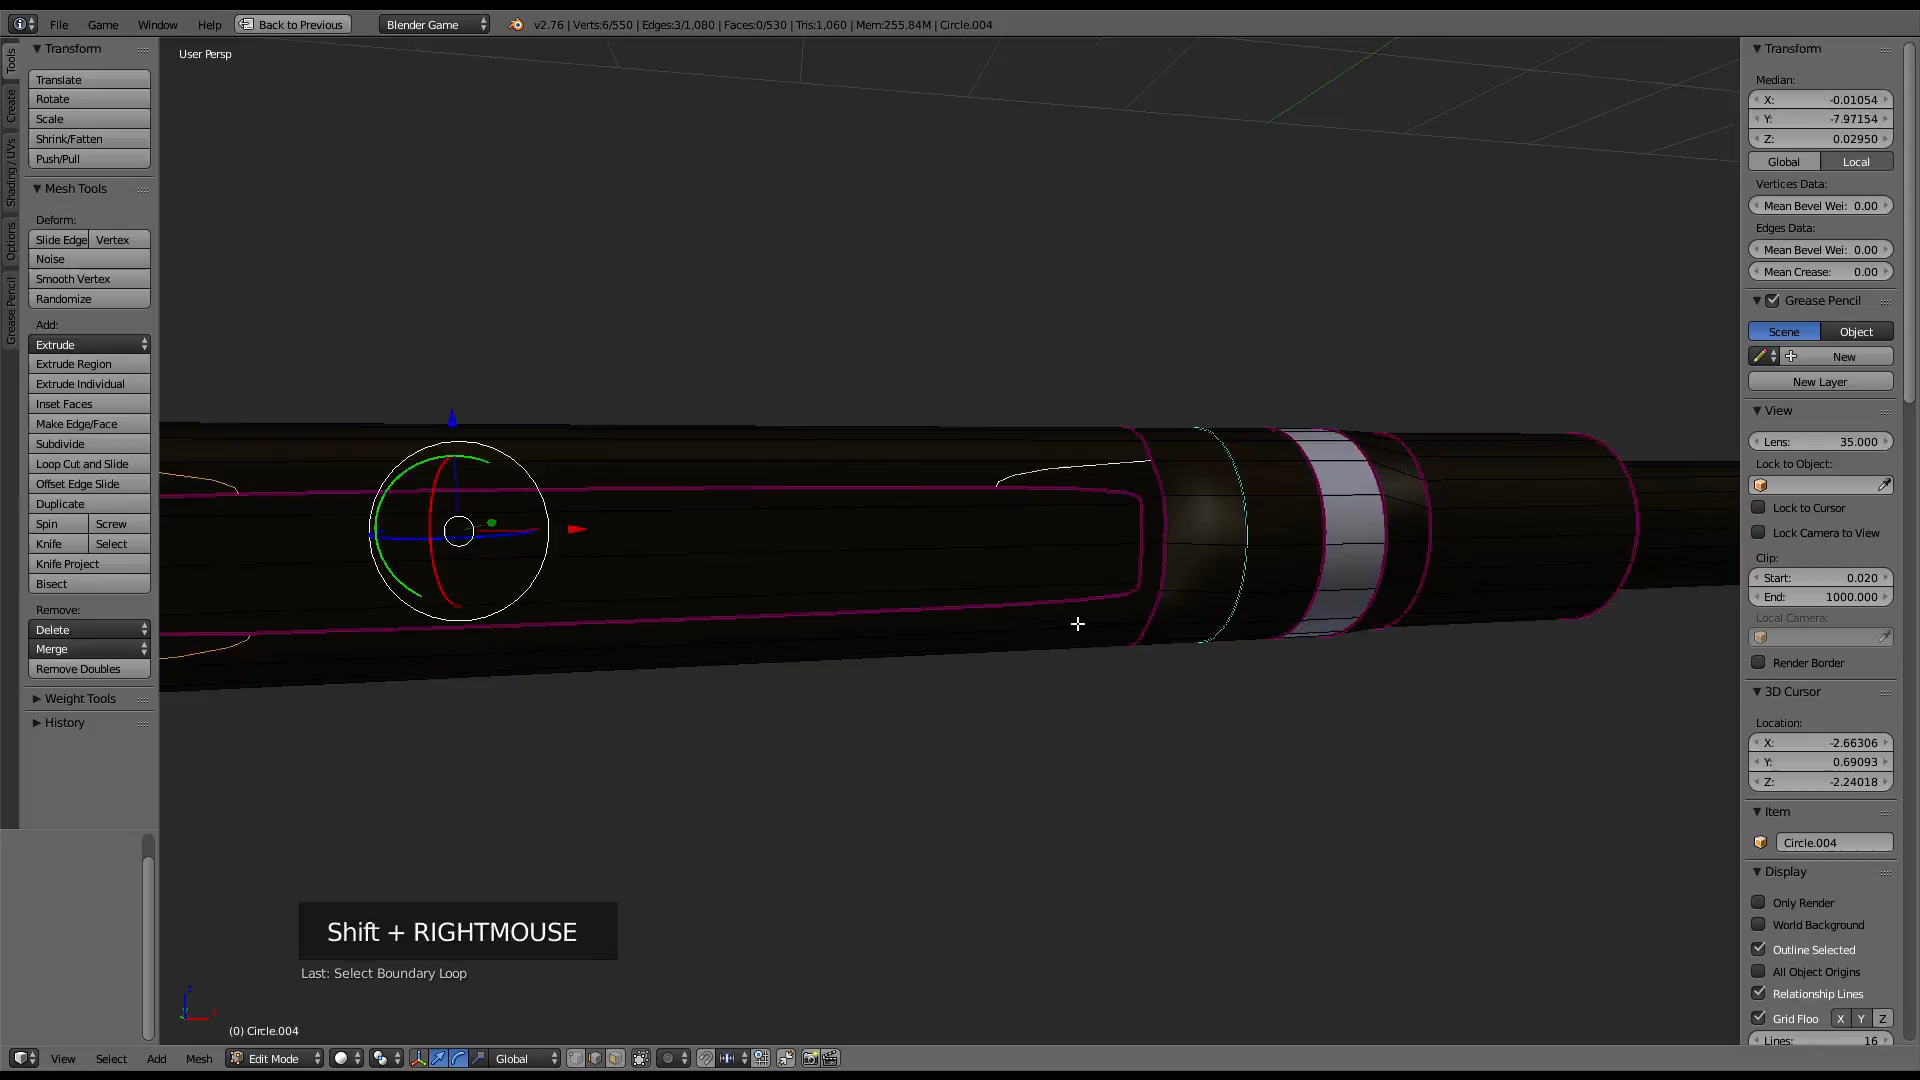 File Game Window Help Back to Previous Blender Game v2.76 | Verts:6/550 | Edges:3/1,080 | Faces:0/530 | Tris:1,060 | Mem:255.84M | Circle.004
Tools
Create
Shading / UVs
Options
Grease Pencil
Transform
Translate
Rotate
Scale
Shrink/Fatten
Push/Pull
Mesh Tools
Deform:
Slide Edge Vertex
Noise
Smooth Vertex
Randomize
Add:
Extrude
Extrude Region
Extrude Individual
Inset Faces
Make Edge/Face
Subdivide
Loop Cut and Slide
Offset Edge Slide
Duplicate
Spin Screw
Knife Select
Knife Project
Bisect
Remove:
Delete
Merge
Remove Doubles
Weight Tools
History
User Persp
Shift + RIGHTMOUSE
Last: Select Boundary Loop
z
x
(0) Circle.004
Transform
Median:
X: -0.01054
Y: -7.97154
Z: 0.02950
Global Local
Vertices Data:
Mean Bevel Wei: 0.00
Edges Data:
Mean Bevel Wei: 0.00
Mean Crease: 0.00
Grease Pencil
Scene Object
New
New Layer
View
Lens: 35.000
Lock to Object:
Lock to Cursor
Lock Camera to View
Clip:
Start: 0.020
End: 1000.000
Local Camera:
Render Border
3D Cursor
Location:
X: -2.66306
Y: 0.69093
Z: -2.24018
Item
Circle.004
Display
Only Render
World Background
Outline Selected
All Object Origins
Relationship Lines
Grid Floo X Y Z
Lines: 16
View Select Add Mesh Edit Mode Global